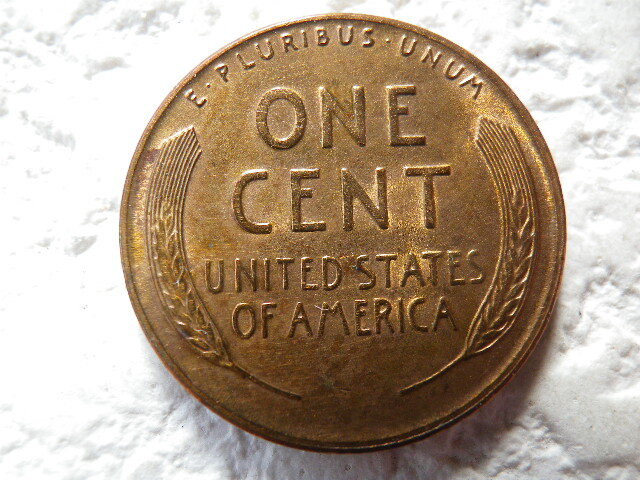 E·PLURIBUS·UNUM
ONE
CENT
UNITED STATES
OF AMERICA